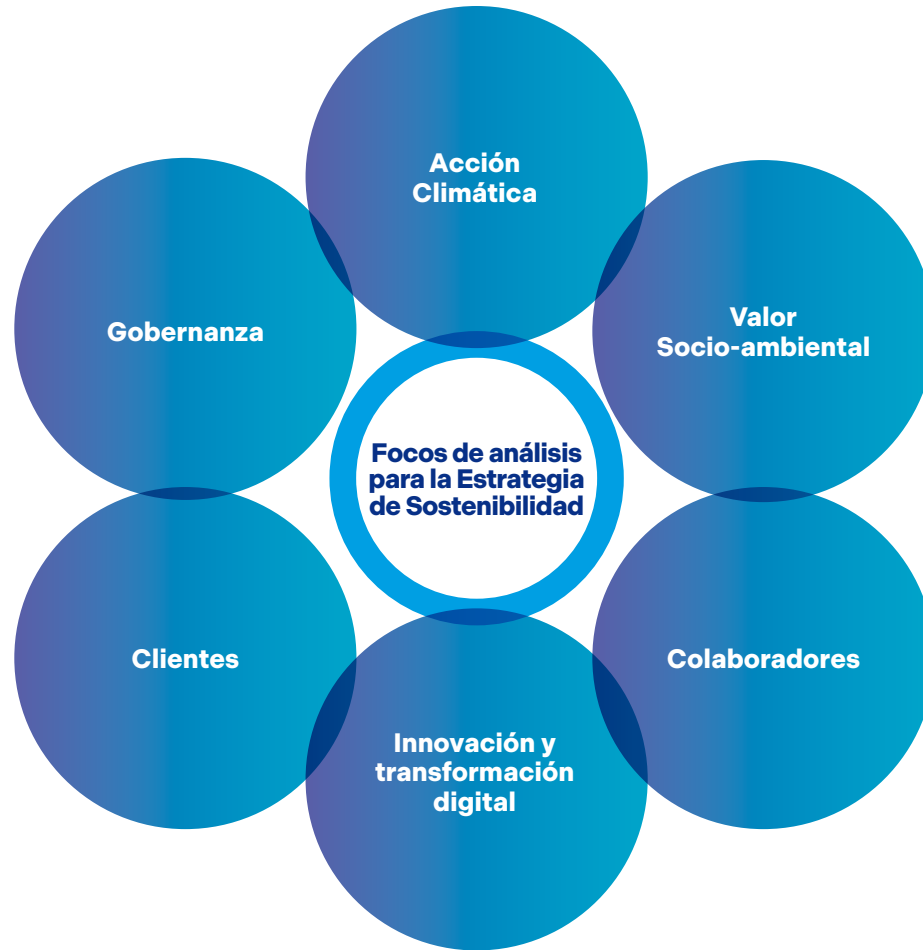 Acción
Climática
Valor
Socio-ambiental
Colaboradores
Innovación y
transformación
digital
Clientes
Gobernanza
Focos de análisis
para la Estrategia
de Sostenibilidad